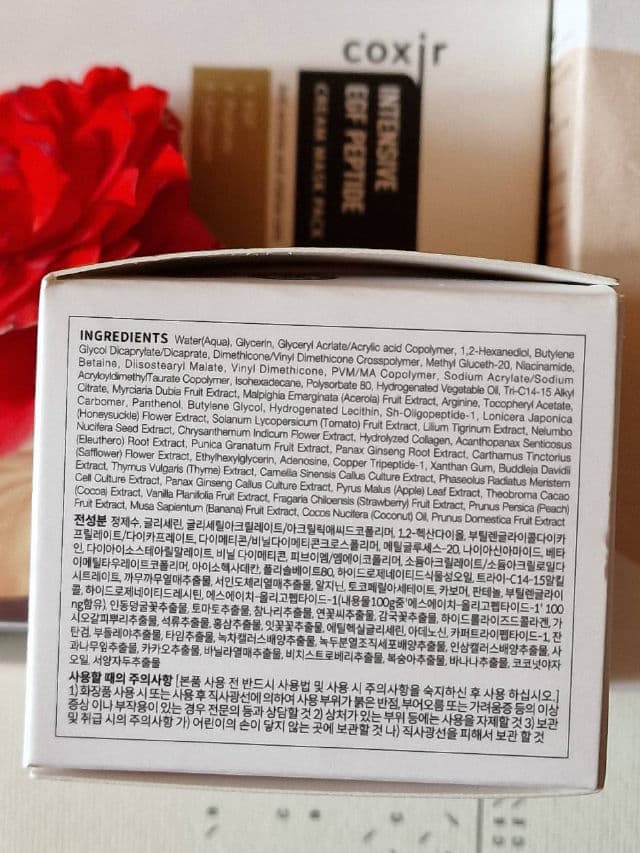 coxir
INTENSIVE
EGF PEPTIDE
CREAM MASK PACK
INGREDIENTS Water(Aqua), Glycerin, Glyceryl Acriate/Acrylic acid Copolymer, 1,2-Hexanediol, Butylene
Glycol Dicaprylate/Dicaprate, Dimethicone/Vinyl Dimethicone Crosspolymer, Methyl Gluceth-20, Niacinamide,
Betaine, Diisostearyl Malate, Vinyl Dimethicone, PVM/MA Copolymer, Sodium Acrylate/Sodium
Acryloyldimethy/Taurate Copolymer, Isohexadecane, Polysorbate 80, Hydrogenated Vegetable Oil, Tri-C14-15 Alkyl
Citrate, Myrciaria Dubia Fruit Extract, Malpighia Emarginata (Acerola) Fruit Extract, Arginine, Tocopheryl Acetate,
Carbomer, Panthenol, Butylene Glycol, Hydrogenated Lecithin, Sh-Oligopeptide-1, Lonicera Japonica
(Honeysuckle) Flower Extract, Solanum Lycopersicum (Tomato) Fruit Extract, Lilium Tigrinum Extract, Nelumbo
Nucifera Seed Extract, Chrysanthemum Indicum Flower Extract, Hydrolyzed Collagen, Acanthopanax Senticosus
(Eleuthero) Root Extract, Punica Granatum Fruit Extract, Panax Ginseng Root Extract, Carthamus Tinctorius
(Safflower) Flower Extract, Ethylhexylglycerin, Adenosine, Copper Tripeptide-1, Xanthan Gum, Buddleja Davidii
Extract, Thymus Vulgaris (Thyme) Extract, Camellia Sinensis Callus Culture Extract, Phaseolus Radiatus Meristem
Cell Culture Extract, Panax Ginseng Callus Culture Extract, Pyrus Malus (Apple) Leaf Extract, Theobroma Cacao
(Cocoa) Extract, Vanilla Planifolia Fruit Extract, Fragaria Chiloensis (Strawberry) Fruit Extract, Prunus Persica (Peach)
Fruit Extract, Musa Sapientum (Banana) Fruit Extract, Cocos Nucifera (Coconut) Oil, Prunus Domestica Fruit Extract
전성분 정제수, 글리세린, 글리세릴아크릴레이트/아크릴릭애씨드코폴리머, 1,2-헥산다이올, 부틸렌글라이콜다이카
프릴레이트/다이카프레이트, 다이메티콘/비닐다이메티콘크로스폴리머, 메틸글루세스-20, 나이아신아마이드, 베타
인, 다이아이소스테아릴말레이트, 비닐 다이메티콘, 피브이엠/엠에이코폴리머, 소듐아크릴레이트/소듐아크릴로일다
이메틸타우레이트코폴리머, 아이소헥사데칸, 폴리솔베이트80, 하이드로제네이티드식물성오일, 트라이-C14-15알킬
시트레이트, 까무까무열매추출물, 서인도체리열매추출물, 알지닌, 토코페릴아세테이트, 카보머, 판테놀, 부틸렌글라이
콜, 하이드로제네이티드레시틴, 에스에이치-올리고펩타이드-1(내용물100g중'에스에이치-올리고펩타이드-1' 100
ng함유), 인동덩굴꽃추출물, 토마토추출물, 참나리추출물, 연꽃씨추출물, 감국꽃추출물, 하이드롤라이즈드콜라겐, 가
시오갈피뿌리추출물, 석류추출물, 홍삼추출물, 잇꽃꽃추출물, 에틸헥실글리세린, 아데노신, 카퍼트라이펩타이드-1, 잔
탄검, 부들레야추출물, 타임추출물, 녹차캘러스배양추출물, 녹두분열조직세포배양추출물, 인삼캘러스배양추출물, 사
과나무잎추출물, 카카오추출물, 바닐라열매추출물, 비치스트로베리추출물, 복숭아추출물, 바나나추출물, 코코넛야자
오일, 서양자두추출물
사용할 때의 주의사항 [본품 사용 전 반드시 사용법 및 사용 시 주의사항을 숙지하신 후 사용 하십시오.]
1) 화장품 사용 시 또는 사용 후 직사광선에 의하여 사용 부위가 붉은 반점, 부어오름 또는 가려움증 등의 이상
증상 이나 부작용이 있는 경우 전문의 등과 상담할 것 2) 상처가 있는 부위 등에는 사용을 자제할 것 3) 보관
및 취급 시의 주의사항 가) 어린이의 손이 닿지 않는 곳에 보관할 것 나) 직사광선을 피해서 보관 할 것